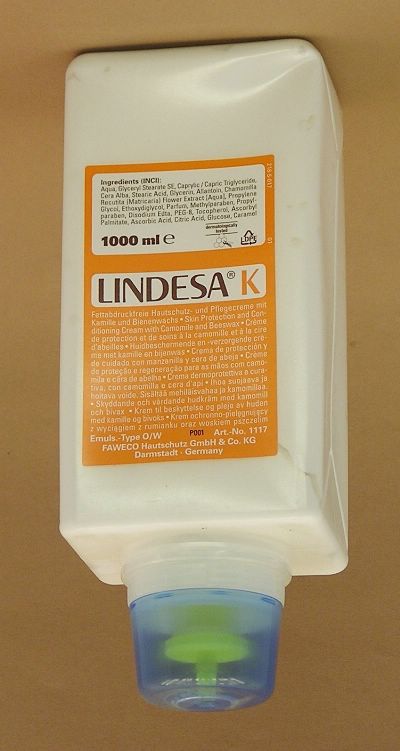 Ingredients (INCI):
Aqua, Glyceryl Stearate SE, Caprylic / Capric Triglyceride,
Cera Alba, Stearic Acid, Glycerin, Allantoin, Chamomilla
Recutita (Matricaria) Flower Extract (Aqua), Propylene
Glycol, Ethoxydiglycol, Parfum, Methylparaben, Propyl-
paraben, Disodium Edta, PEG-8, Tocopherol, Ascorbyl
Palmitate, Ascorbic Acid, Citric Acid, Glucose, Caramel
dermatologically
tested
1000 ml e
LDPE
LINDESA® K
Fettabdruckfreie Hautschutz- und Pflegecreme mit
Kamille und Bienenwachs • Skin Protection and Con-
ditioning Cream with Camomile and Beeswax • Crème
de protection et de soins à la camomille et à la cire
d'abeilles • Huidbeschermende en -verzorgende crè-
me met kamille en bijenwas • Crema de protección y
de cuidado con manzanilla y cera de abeja • Crème
de proteção e regeneração para as mãos com camo-
mila e cêra de abelha • Crema dermoprotettiva e cura-
tiva, con camomilla e cera d'api • Ihoa suojaava ja
hoitava voide. Sisältää mehiläisvahaa ja kamomillaa.
• Skyddande och vårdande hudkräm med kamomill
och bivax • Krem til beskyttelse og pleje av huden
med kamille og bivoks • Krem ochronno-pielęgnujący
z wyciągiem z rumianku oraz woskiem pszczelim
Emuls.-Type O/W P001 Art.-No. 1117
FAWECO Hautschutz GmbH & Co. KG
Darmstadt · Germany